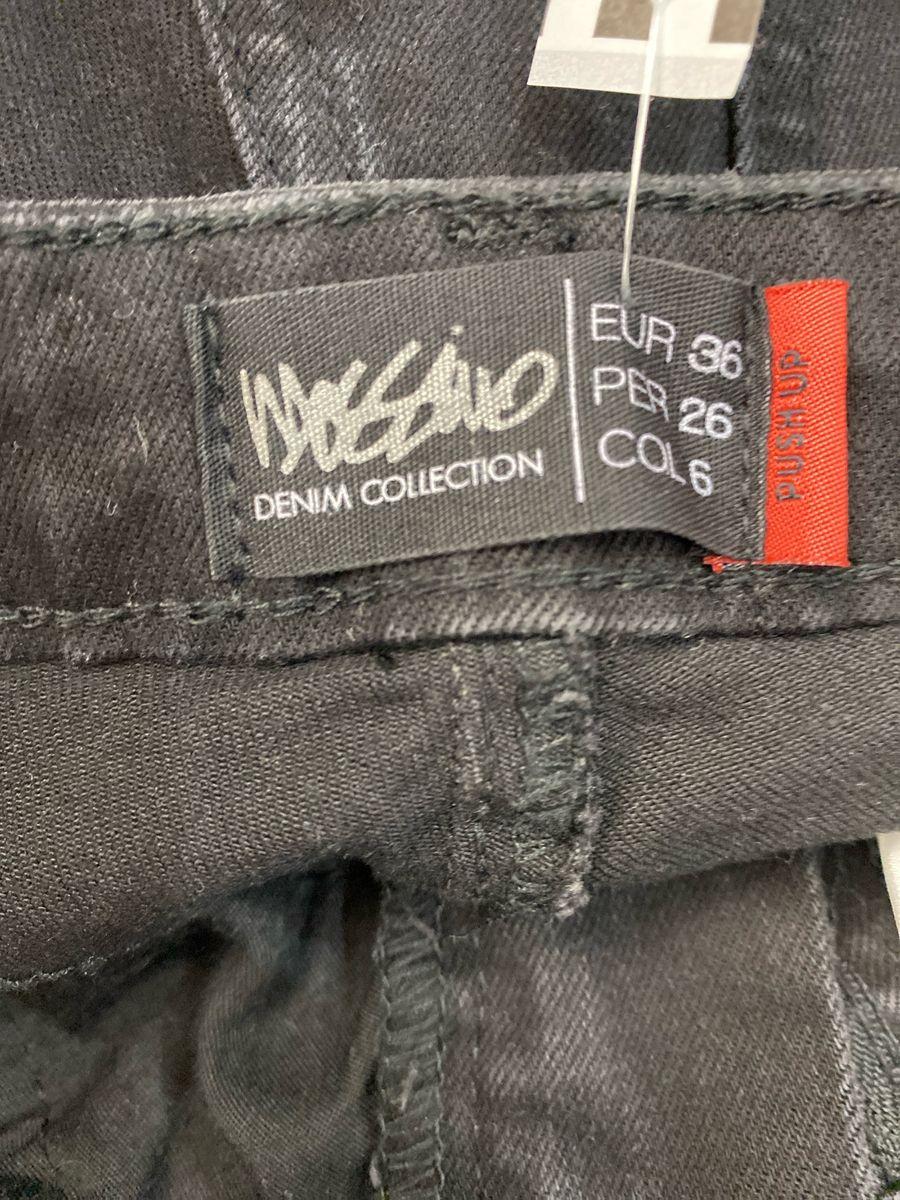 mossimo
DENIM COLLECTION
EUR 36
PER 26
COL 6
PUSH UP